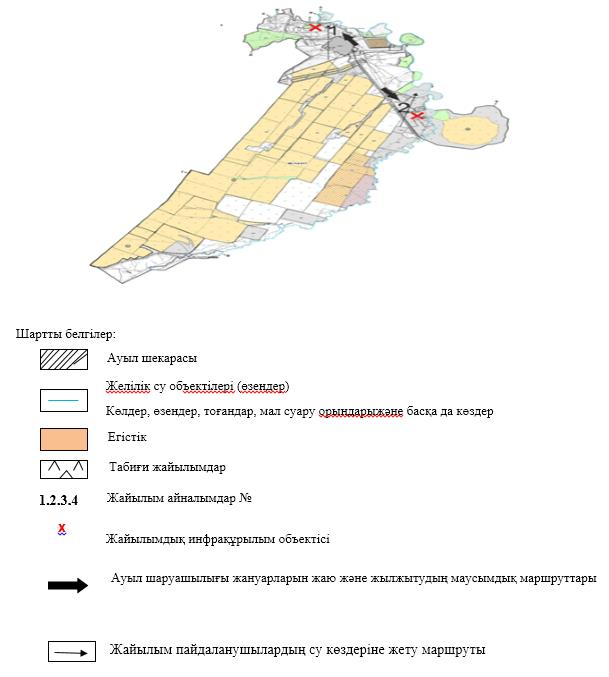 1
2
Шартты белгілер:
Ауыл шекарасы
Желілік су объектілері (өзендер)
Көлдер, өзендер, тоғандар, мал суару орындарыжәне басқа да көздер
Егістік
Табиғи жайылымдар
1.2.3.4 Жайылым айналымдар №
х Жайылымдық инфрақұрылым объектісі
Ауыл шаруашылығы жануарларын жаю және жылжытудың маусымдық маршруттары
Жайылым пайдаланушылардың су көздеріне жету маршруты